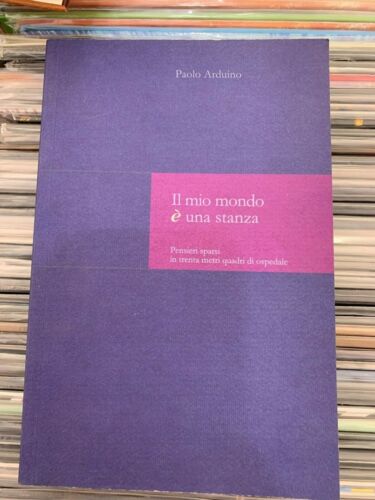 Paolo Arduino
Il mio mondo
è una stanza
Pensieri sparsi
in trenta metri quadri di ospedale